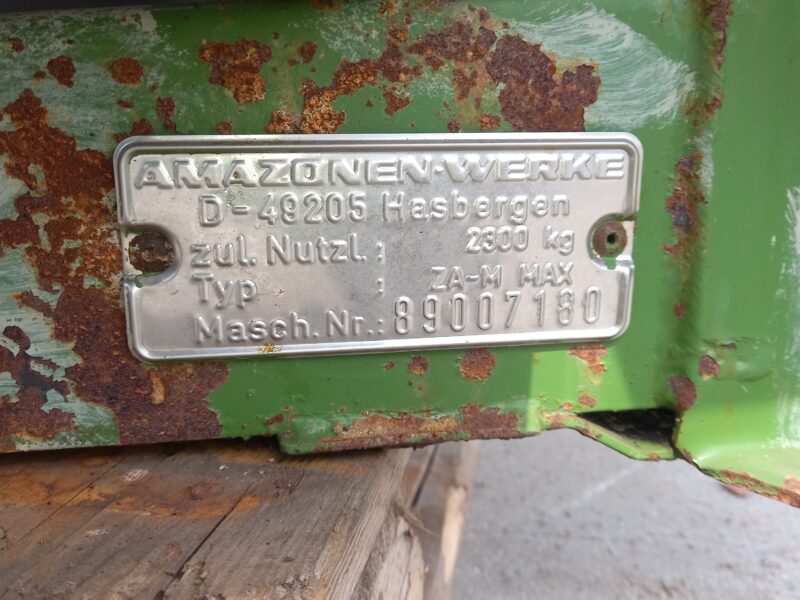 AMAZONEN-WERKE
D-49205 Hasbergen
zul. Nutzl.: 2300 kg
Typ : ZA-M MAX
Masch. Nr.: 89007180